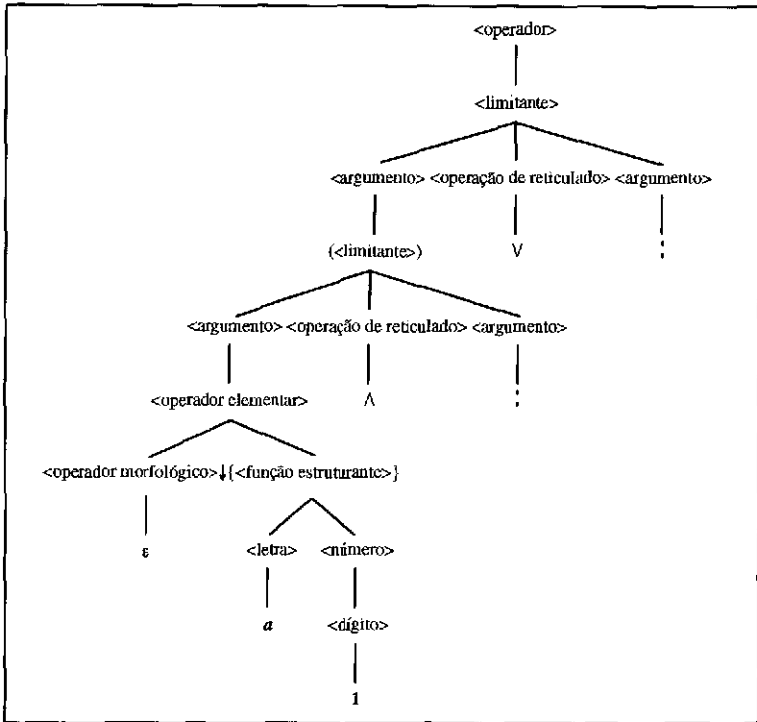 <operador>
<limitante>
<argumento> <operação de reticulado> <argumento>
(<limitante>) ∨ ⋮
<argumento> <operação de reticulado> <argumento>
<operador elementar> ∧ ⋮
<operador morfológico>↓{<função estruturante>}
ε <letra> <número>
a <dígito>
1